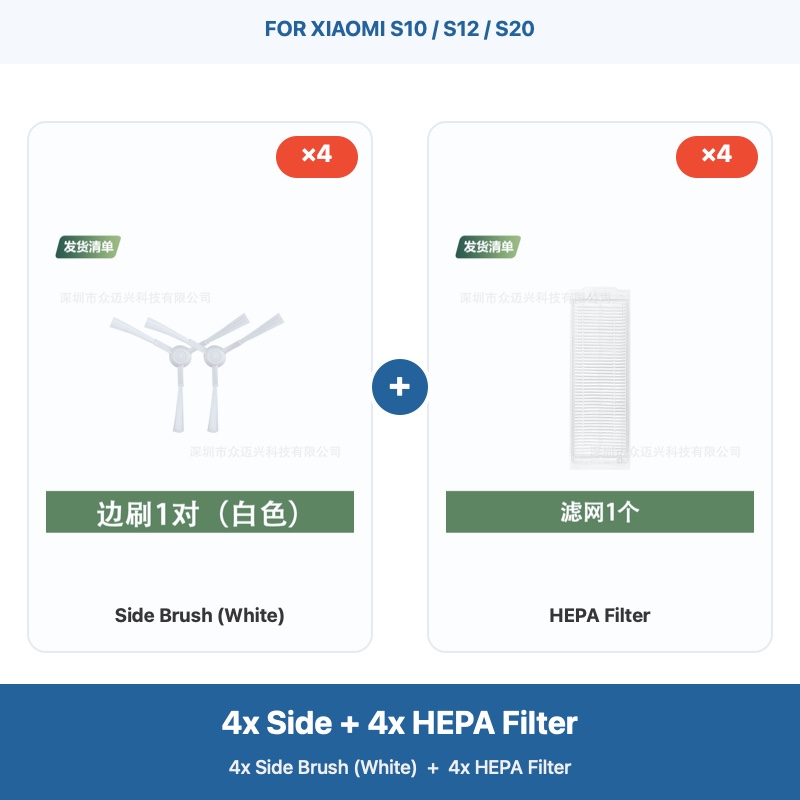 FOR XIAOMI S10 / S12 / S20
×4
发货清单
深圳市众迈兴科技有限公司
深圳市众迈兴科技有限公司
边刷1对（白色）
Side Brush (White)
+
×4
发货清单
深圳市众迈兴科技有限公司
深圳市众迈兴科技有限公司
滤网1个
HEPA Filter
4x Side + 4x HEPA Filter
4x Side Brush (White) + 4x HEPA Filter